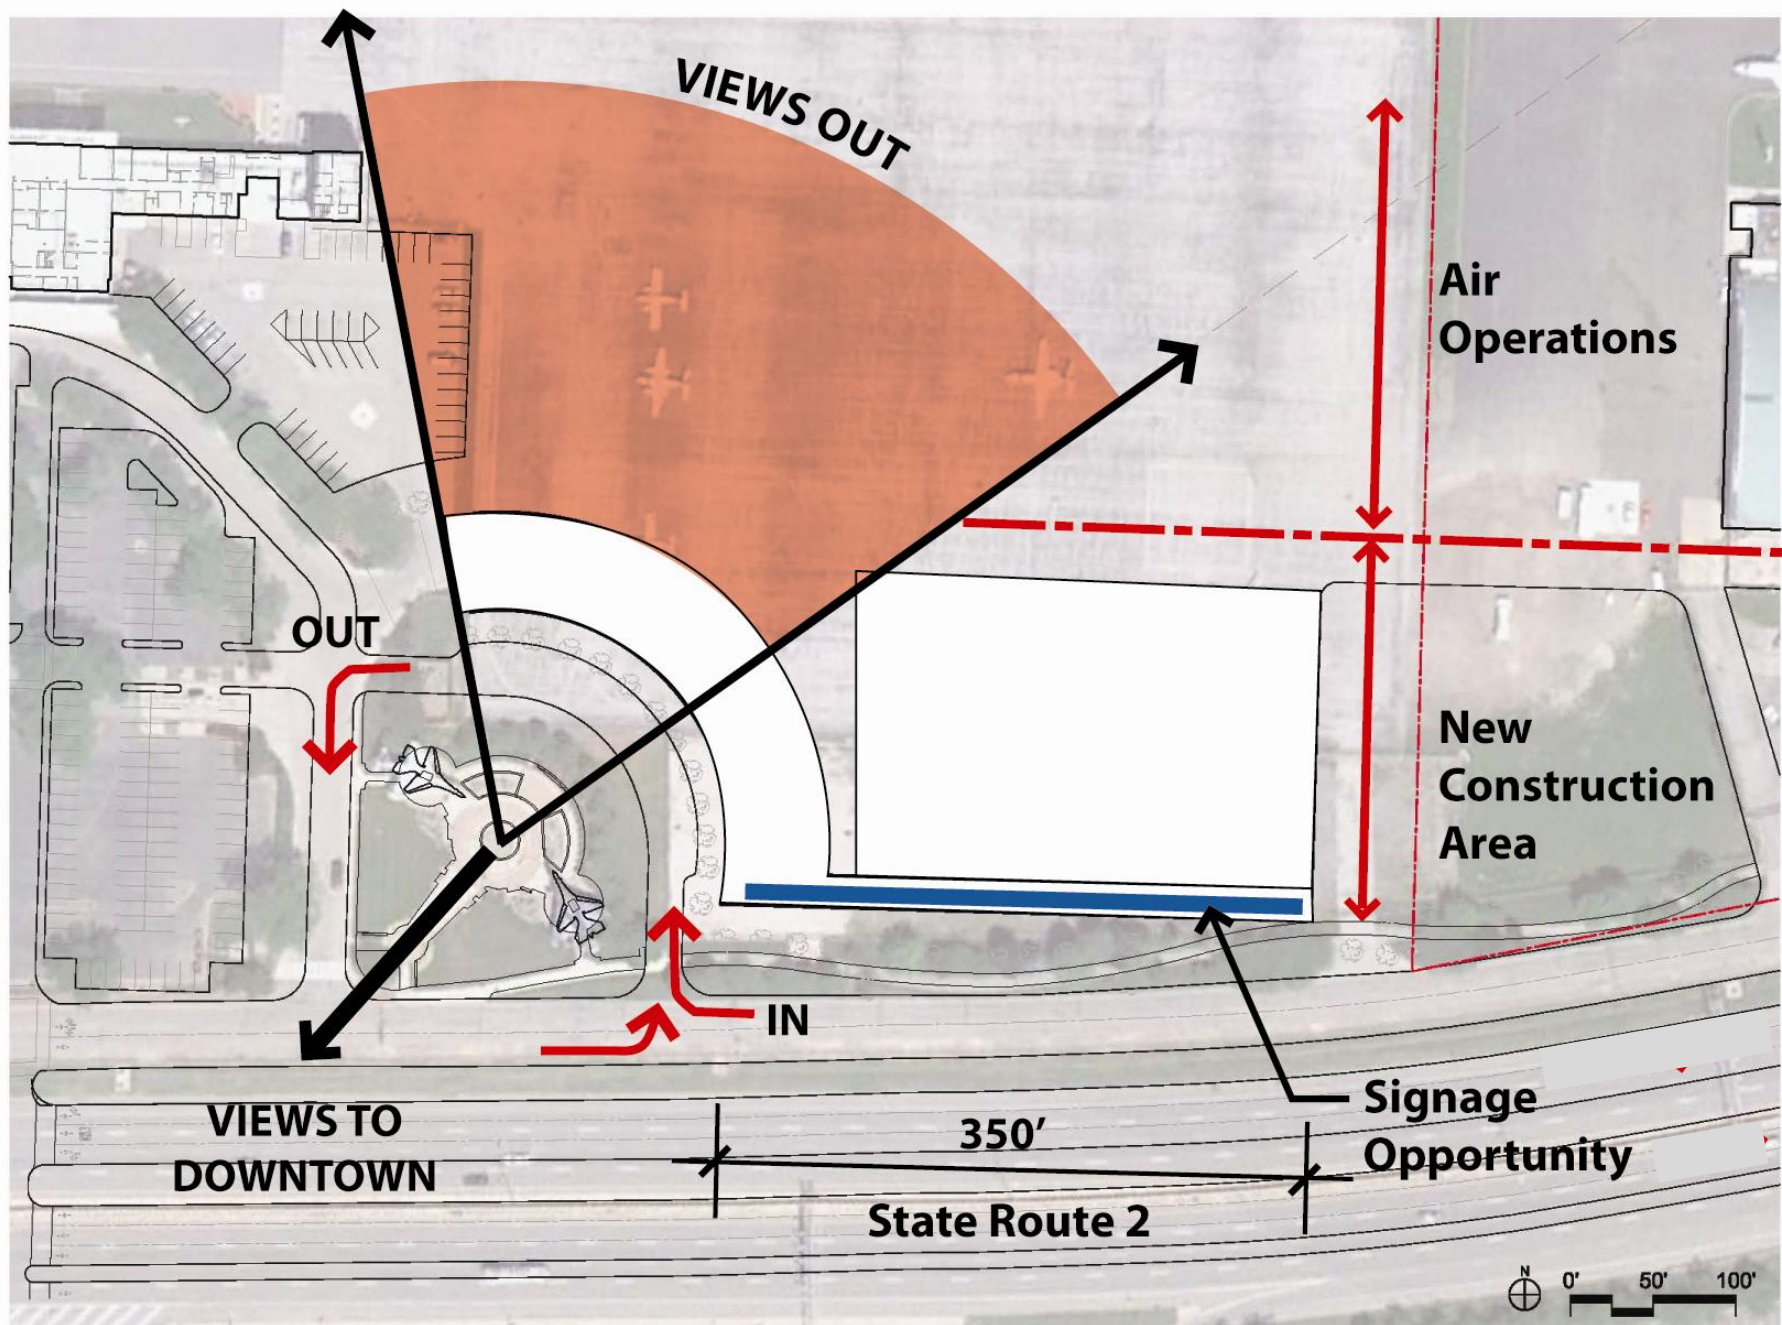 VIEWS OUT
Air
Operations
OUT
New
Construction
Area
IN
Signage
Opportunity
VIEWS TO
DOWNTOWN
350'
State Route 2
N
0' 50' 100'